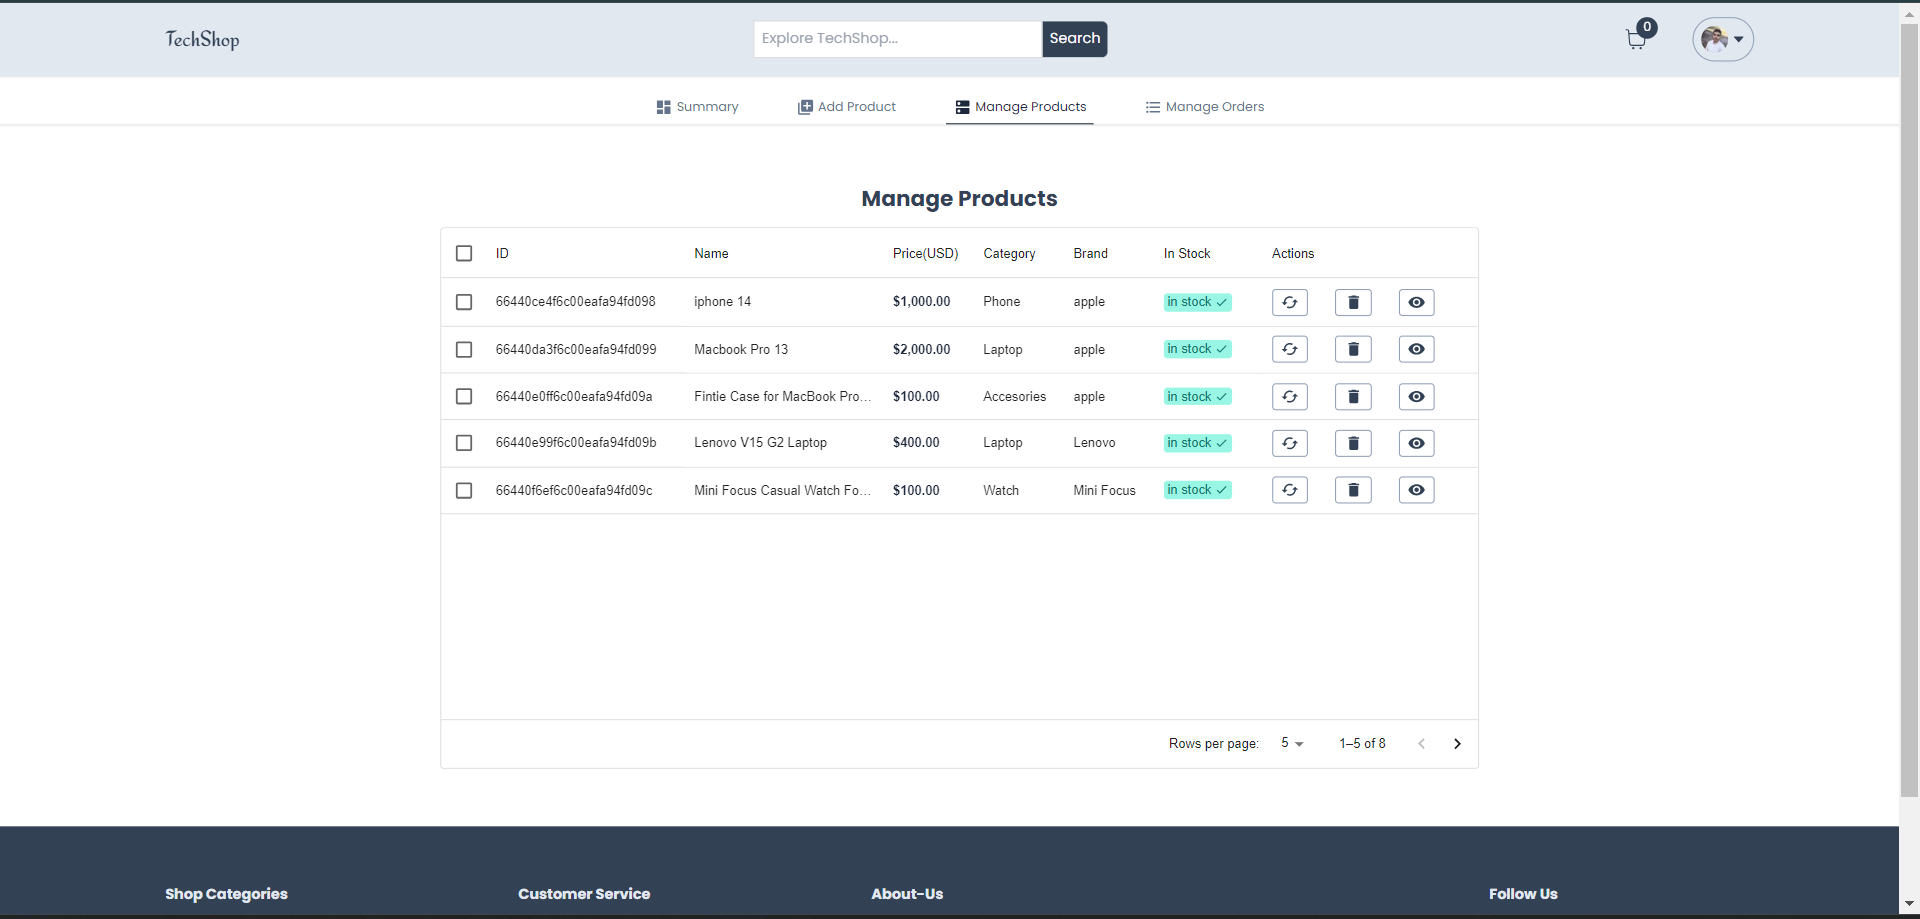 TechShop
Explore TechShop...
Search
0
Summary
Add Product
Manage Products
Manage Orders
Manage Products
ID Name Price(USD) Category Brand In Stock Actions
66440ce4f6c00eafa94fd098 iphone 14 $1,000.00 Phone apple in stock
66440da3f6c00eafa94fd099 Macbook Pro 13 $2,000.00 Laptop apple in stock
66440e0ff6c00eafa94fd09a Fintie Case for MacBook Pro... $100.00 Accesories apple in stock
66440e99f6c00eafa94fd09b Lenovo V15 G2 Laptop $400.00 Laptop Lenovo in stock
66440f6ef6c00eafa94fd09c Mini Focus Casual Watch Fo... $100.00 Watch Mini Focus in stock
Rows per page: 5 1–5 of 8
Shop Categories
Customer Service
About-Us
Follow Us